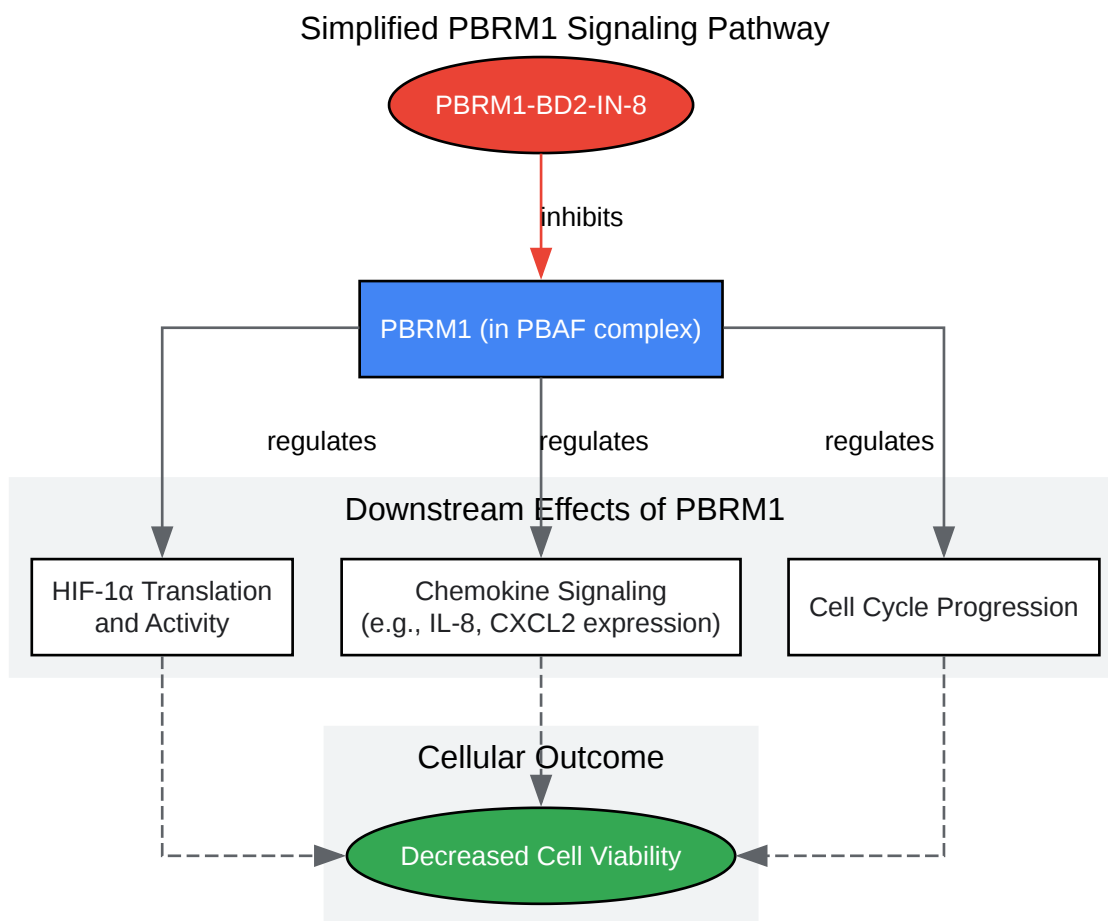 Simplified PBRM1 Signaling Pathway
PBRM1-BD2-IN-8
inhibits
PBRM1 (in PBAF complex)
regulates
regulates
regulates
Downstream Effects of PBRM1
HIF-1α Translation
and Activity
Chemokine Signaling
(e.g., IL-8, CXCL2 expression)
Cell Cycle Progression
Cellular Outcome
Decreased Cell Viability